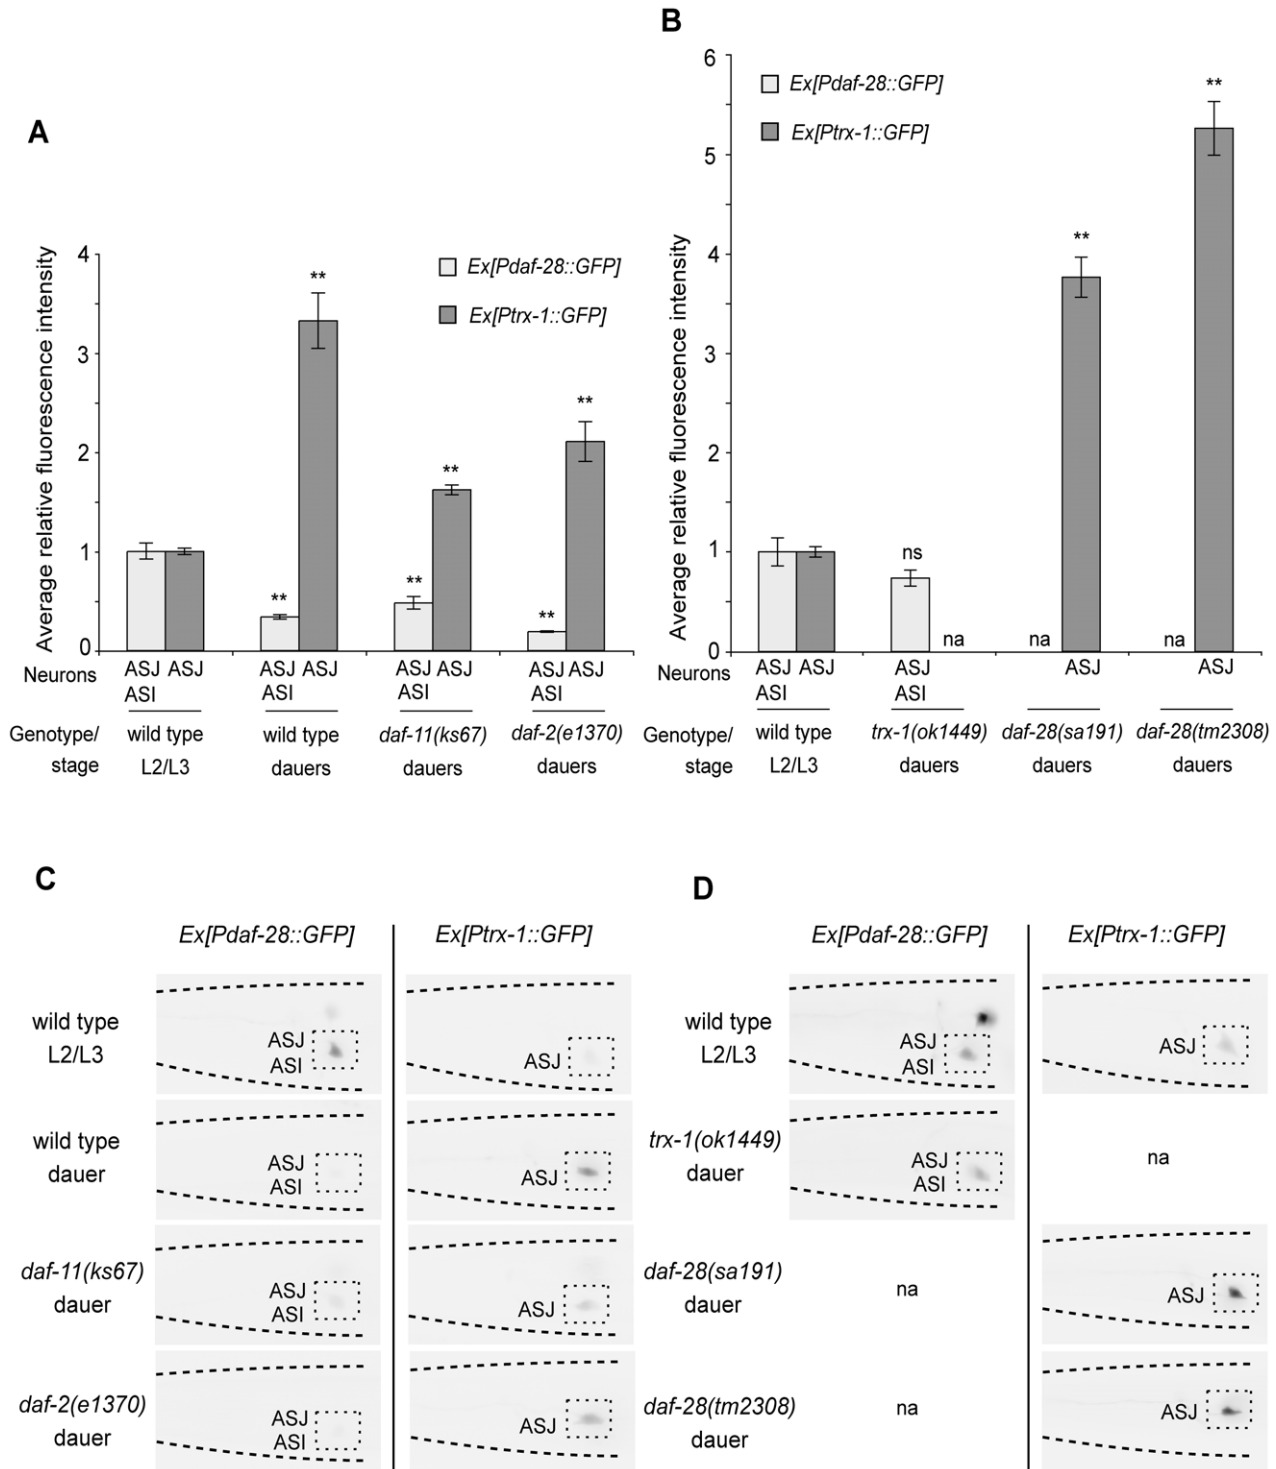 A
Average relative fluorescence intensity
4
3
2
1
0
Ex[Pdaf-28::GFP]
Ex[Ptrx-1::GFP]
**
**
**
**
**
**
Neurons
ASJ ASJ
ASI
ASJ ASJ
ASI
ASJ ASJ
ASI
ASJ ASJ
ASI
Genotype/
stage
wild type
L2/L3
wild type
dauers
daf-11(ks67)
dauers
daf-2(e1370)
dauers
B
Average relative fluorescence intensity
6
5
4
3
2
1
0
Ex[Pdaf-28::GFP]
Ex[Ptrx-1::GFP]
ns
na
na
**
na
**
Neurons
ASJ ASJ
ASI
ASJ
ASI
ASJ
ASJ
Genotype/
stage
wild type
L2/L3
trx-1(ok1449)
dauers
daf-28(sa191)
dauers
daf-28(tm2308)
dauers
C
Ex[Pdaf-28::GFP]
Ex[Ptrx-1::GFP]
wild type
L2/L3
ASJ
ASI
ASJ
wild type
dauer
ASJ
ASI
ASJ
daf-11(ks67)
dauer
ASJ
ASI
ASJ
daf-2(e1370)
dauer
ASJ
ASI
ASJ
D
Ex[Pdaf-28::GFP]
Ex[Ptrx-1::GFP]
wild type
L2/L3
ASJ
ASI
ASJ
trx-1(ok1449)
dauer
ASJ
ASI
na
daf-28(sa191)
dauer
na
ASJ
daf-28(tm2308)
dauer
na
ASJ